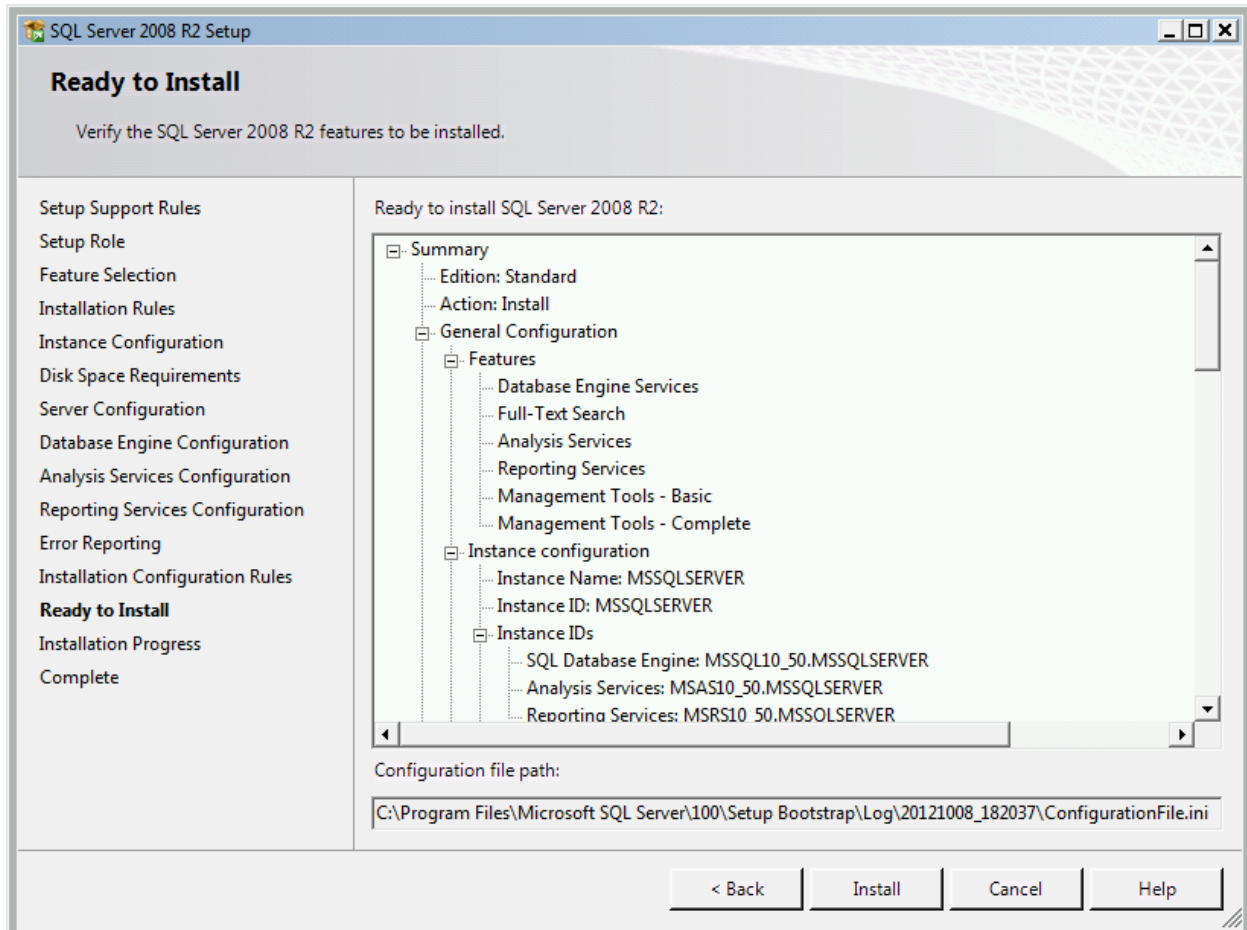 SQL Server 2008 R2 Setup
Ready to Install
Verify the SQL Server 2008 R2 features to be installed.
Setup Support Rules
Setup Role
Feature Selection
Installation Rules
Instance Configuration
Disk Space Requirements
Server Configuration
Database Engine Configuration
Analysis Services Configuration
Reporting Services Configuration
Error Reporting
Installation Configuration Rules
Ready to Install
Installation Progress
Complete
Ready to install SQL Server 2008 R2:
Summary
Edition: Standard
Action: Install
General Configuration
Features
Database Engine Services
Full-Text Search
Analysis Services
Reporting Services
Management Tools - Basic
Management Tools - Complete
Instance configuration
Instance Name: MSSQLSERVER
Instance ID: MSSQLSERVER
Instance IDs
SQL Database Engine: MSSQL10_50.MSSQLSERVER
Analysis Services: MSAS10_50.MSSQLSERVER
Reporting Services: MSRS10_50.MSSQLSERVER
Configuration file path:
C:\Program Files\Microsoft SQL Server\100\Setup Bootstrap\Log\20121008_182037\ConfigurationFile.ini
< Back
Install
Cancel
Help